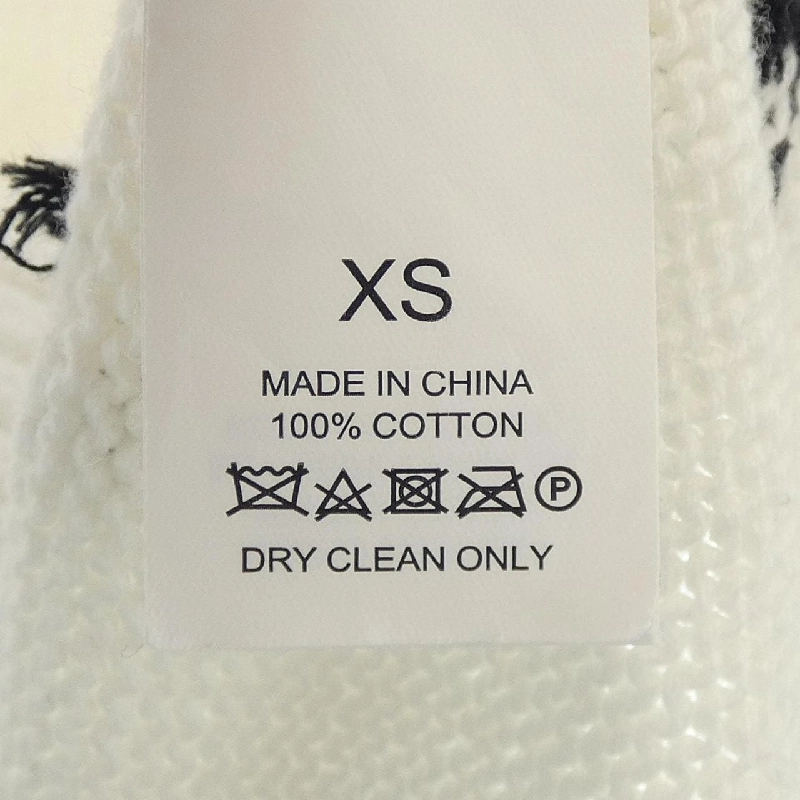 XS
MADE IN CHINA
100% COTTON
P
DRY CLEAN ONLY